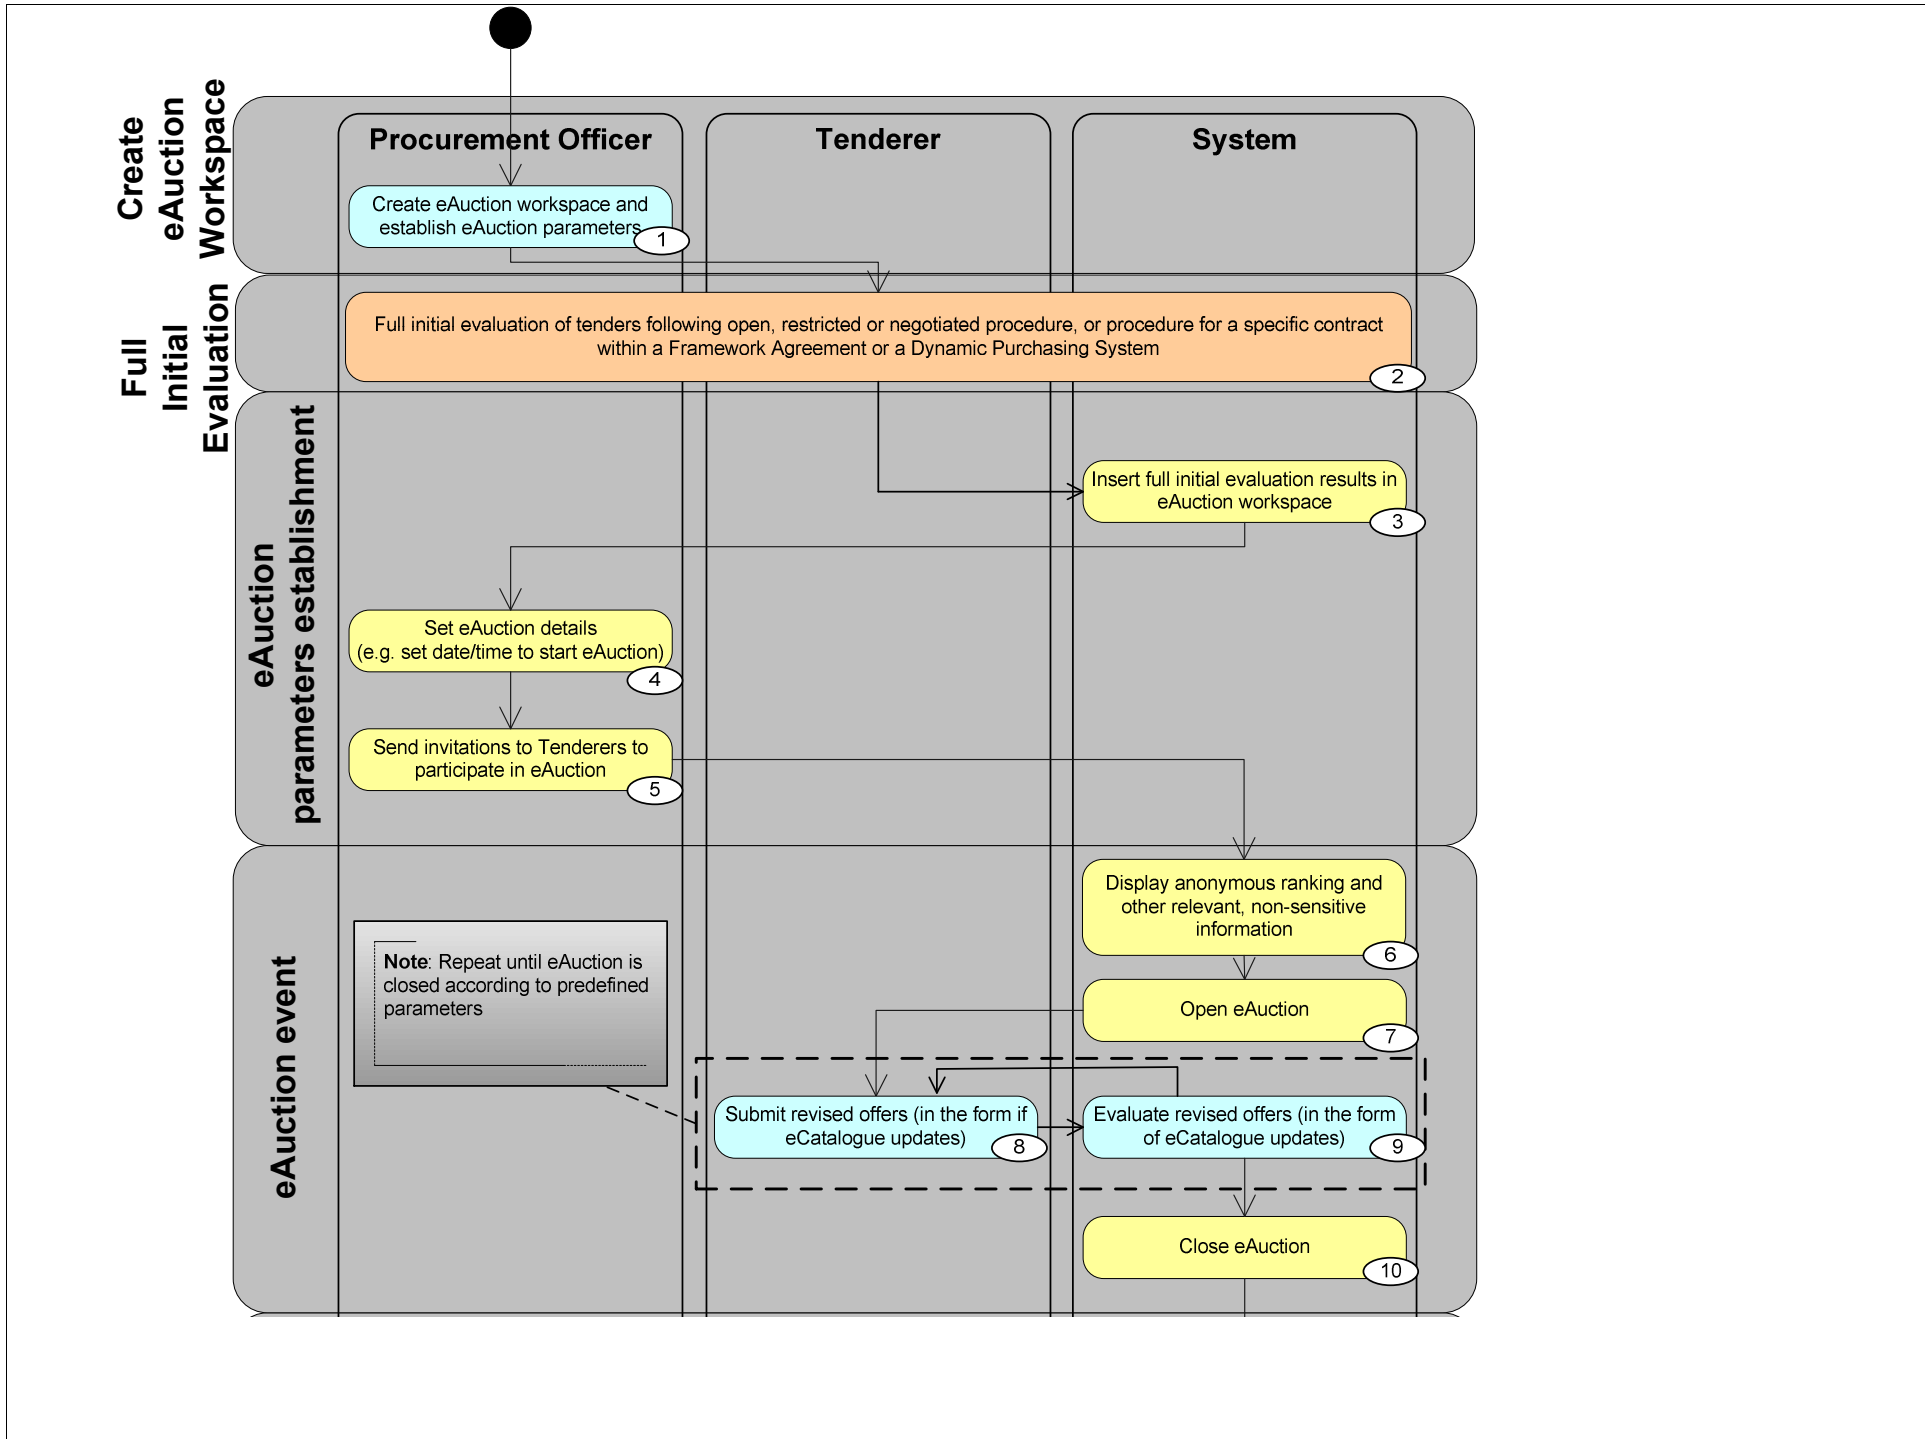 Create
eAuction
Workspace
Procurement Officer
Tenderer
System
Create eAuction workspace and
establish eAuction parameters
1
Full
Initial
Evaluation
Full initial evaluation of tenders following open, restricted or negotiated procedure, or procedure for a specific contract
within a Framework Agreement or a Dynamic Purchasing System
2
eAuction
parameters establishment
Insert full initial evaluation results in
eAuction workspace
3
Set eAuction details
(e.g. set date/time to start eAuction)
4
Send invitations to Tenderers to
participate in eAuction
5
eAuction event
Display anonymous ranking and
other relevant, non-sensitive
information
6
Note: Repeat until eAuction is
closed according to predefined
parameters
Open eAuction
7
Submit revised offers (in the form if
eCatalogue updates)
8
Evaluate revised offers (in the form
of eCatalogue updates)
9
Close eAuction
10